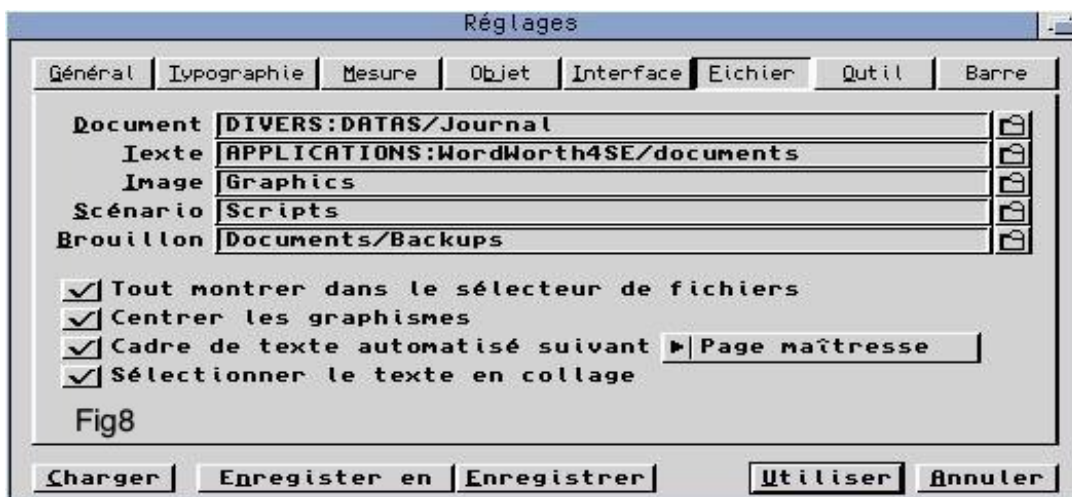 Réglages
Général Typographie Mesure Objet Interface Fichier Outil Barre
Document DIVERS:DATAS/Journal
Texte APPLICATIONS:WordWorth4SE/documents
Image Graphics
Scénario Scripts
Brouillon Documents/Backups
Tout montrer dans le sélecteur de fichiers
Centrer les graphismes
Cadre de texte automatisé suivant Page maîtresse
Sélectionner le texte en collage
Fig8
Charger Enregister en Enregistrer Utiliser Annuler